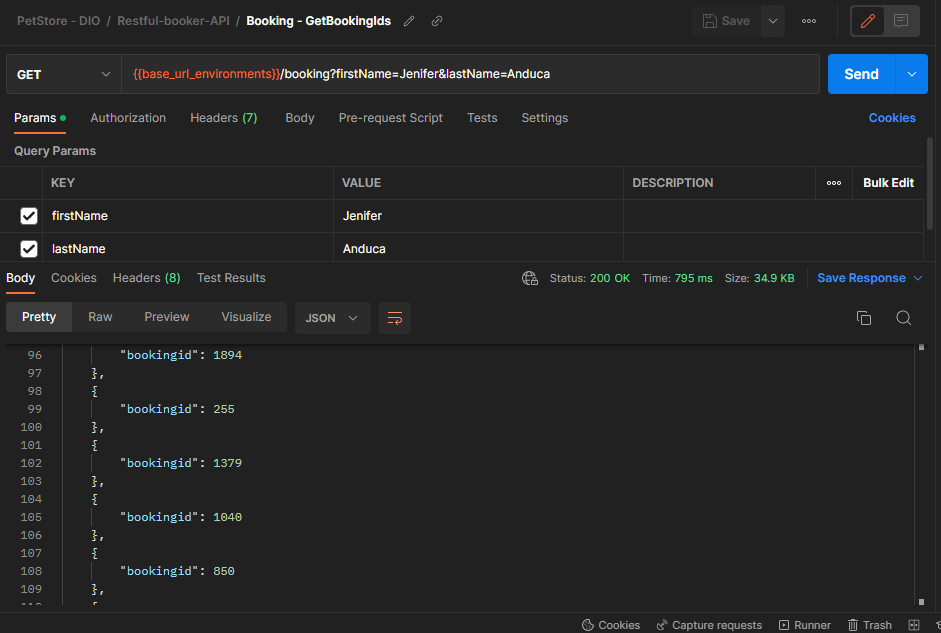 PetStore - DIO / Restful-booker-API / Booking - GetBookingIds Save
GET {{base_url_environments}}/booking?firstName=Jenifer&lastName=Anduca Send
Params Authorization Headers (7) Body Pre-request Script Tests Settings Cookies
Query Params
KEY VALUE DESCRIPTION Bulk Edit
firstName Jenifer
lastName Anduca
Body Cookies Headers (8) Test Results Status: 200 OK Time: 795 ms Size: 34.9 KB Save Response
Pretty Raw Preview Visualize JSON
96 "bookingid": 1894
97 },
98 {
99 "bookingid": 255
100 },
101 {
102 "bookingid": 1379
103 },
104 {
105 "bookingid": 1040
106 },
107 {
108 "bookingid": 850
109 },
Cookies Capture requests Runner Trash